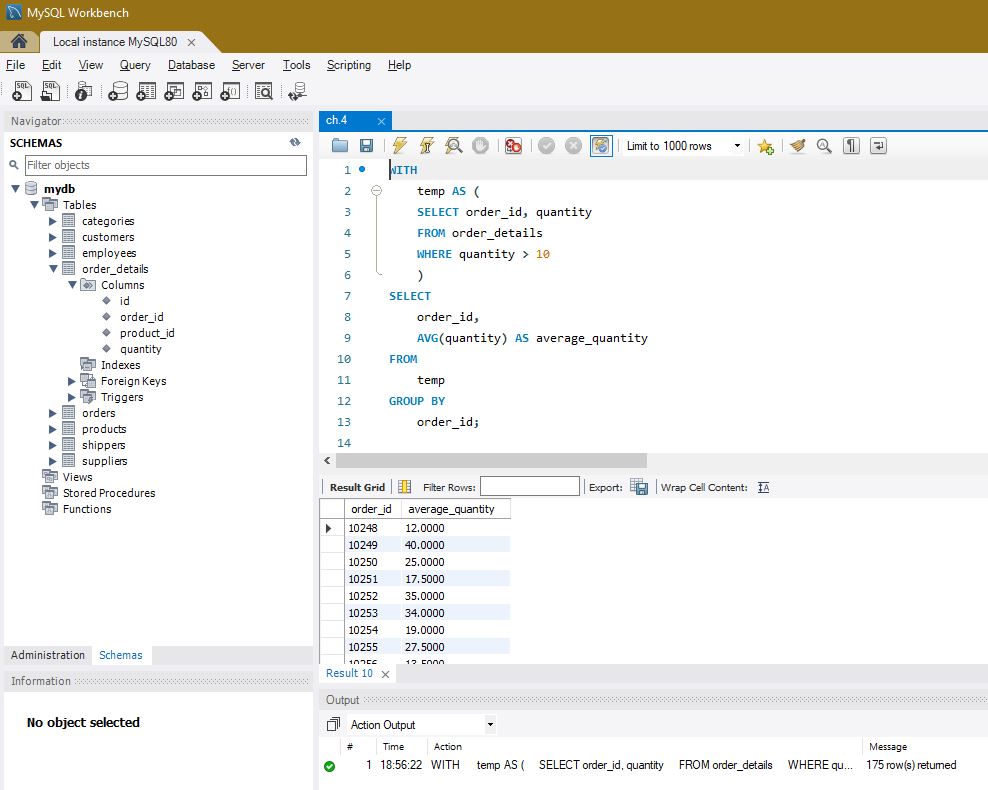 MySQL Workbench
Local instance MySQL80
File Edit View Query Database Server Tools Scripting Help
SQL SQL
Navigator
SCHEMAS
Filter objects
mydb
Tables
categories
customers
employees
order_details
Columns
id
order_id
product_id
quantity
Indexes
Foreign Keys
Triggers
orders
products
shippers
suppliers
Views
Stored Procedures
Functions
Administration Schemas
Information
No object selected
ch.4
Limit to 1000 rows
1 WITH
2 temp AS (
3 SELECT order_id, quantity
4 FROM order_details
5 WHERE quantity > 10
6 )
7 SELECT
8 order_id,
9 AVG(quantity) AS average_quantity
10 FROM
11 temp
12 GROUP BY
13 order_id;
14
Result Grid Filter Rows: Export: Wrap Cell Content:
order_id average_quantity
10248 12.0000
10249 40.0000
10250 25.0000
10251 17.5000
10252 35.0000
10253 34.0000
10254 19.0000
10255 27.5000
10256 13.5000
Result 10
Output
Action Output
# Time Action Message
1 18:56:22 WITH temp AS ( SELECT order_id, quantity FROM order_details WHERE qu... 175 row(s) returned